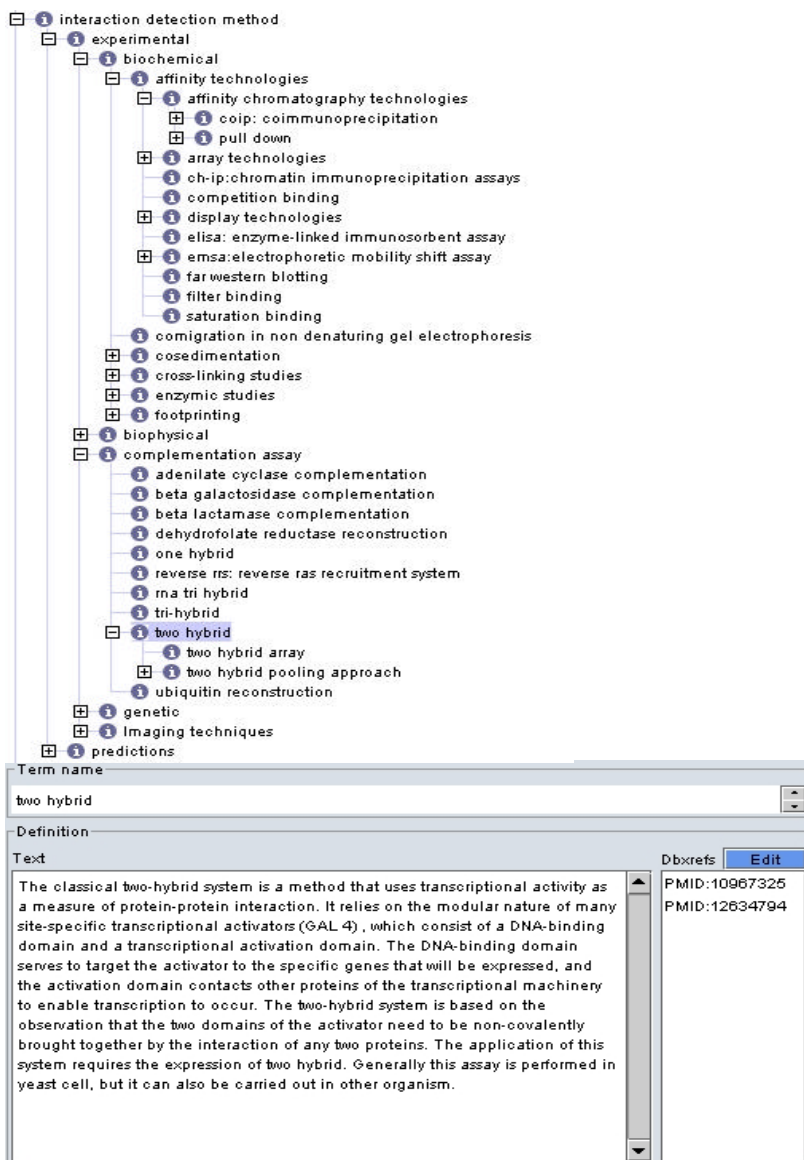 interaction detection method
experimental
biochemical
affinity technologies
affinity chromatography technologies
coip: coimmunoprecipitation
pull down
array technologies
ch-ip:chromatin immunoprecipitation assays
competition binding
display technologies
elisa: enzyme-linked immunosorbent assay
emsa:electrophoretic mobility shift assay
far western blotting
filter binding
saturation binding
comigration in non denaturing gel electrophoresis
cosedimentation
cross-linking studies
enzymic studies
footprinting
biophysical
complementation assay
adenilate cyclase complementation
beta galactosidase complementation
beta lactamase complementation
dehydrofolate reductase reconstruction
one hybrid
reverse rrs: reverse ras recruitment system
rna tri hybrid
tri-hybrid
two hybrid
two hybrid array
two hybrid pooling approach
ubiquitin reconstruction
genetic
Imaging techniques
predictions
Term name
two hybrid
Definition
Text
Dbxrefs Edit
The classical two-hybrid system is a method that uses transcriptional activity as
a measure of protein-protein interaction. It relies on the modular nature of many
site-specific transcriptional activators (GAL 4) , which consist of a DNA-binding
domain and a transcriptional activation domain. The DNA-binding domain
serves to target the activator to the specific genes that will be expressed, and
the activation domain contacts other proteins of the transcriptional machinery
to enable transcription to occur. The two-hybrid system is based on the
observation that the two domains of the activator need to be non-covalently
brought together by the interaction of any two proteins. The application of this
system requires the expression of two hybrid. Generally this assay is performed in
yeast cell, but it can also be carried out in other organism.
PMID:10967325
PMID:12634794